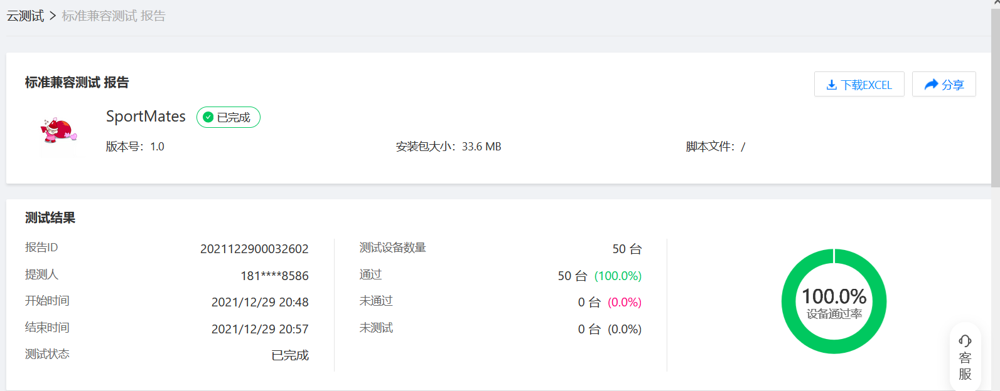 云测试 > 标准兼容测试 报告
标准兼容测试 报告
下载EXCEL
分享
SportMates
已完成
版本号：1.0
安装包大小：33.6 MB
脚本文件：/
测试结果
报告ID 2021122900032602
提测人 181****8586
开始时间 2021/12/29 20:48
结束时间 2021/12/29 20:57
测试状态 已完成
测试设备数量 50 台
通过 50 台 (100.0%)
未通过 0 台 (0.0%)
未测试 0 台 (0.0%)
100.0%
设备通过率
客
服